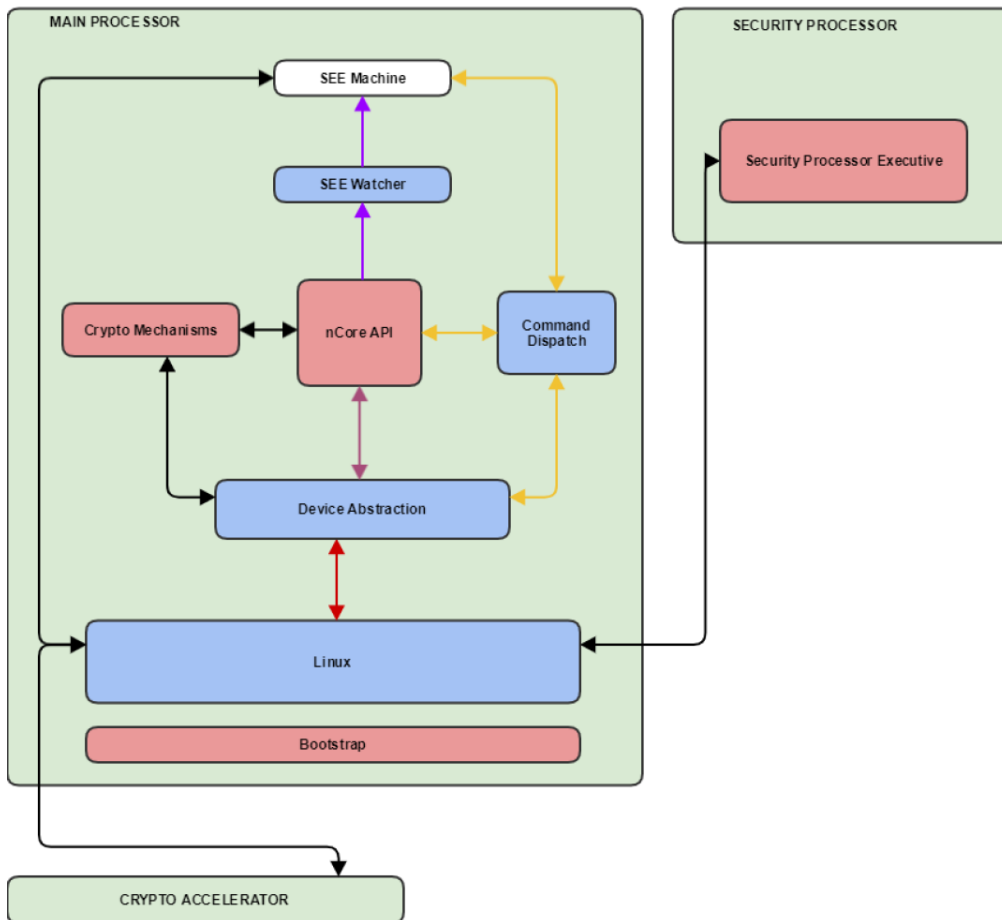 MAIN PROCESSOR
SECURITY PROCESSOR
SEE Machine
Security Processor Executive
SEE Watcher
Crypto Mechanisms
nCore API
Command
Dispatch
Device Abstraction
Linux
Bootstrap
CRYPTO ACCELERATOR